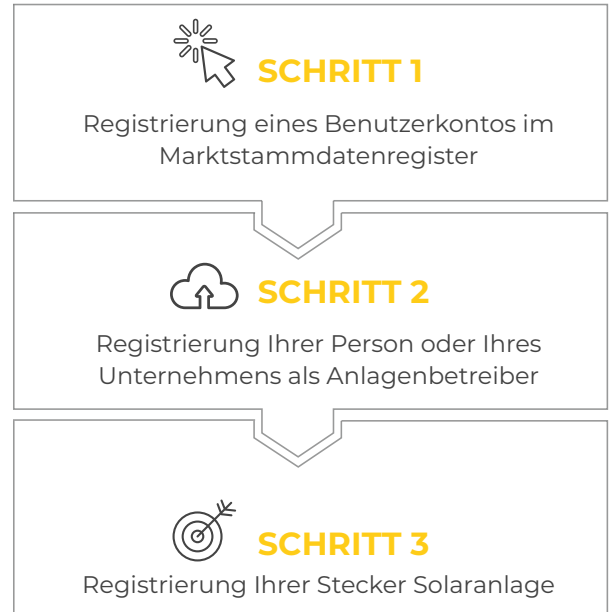 SCHRITT 1
Registrierung eines Benutzerkontos im
Marktstammdatenregister
SCHRITT 2
Registrierung Ihrer Person oder Ihres
Unternehmens als Anlagenbetreiber
SCHRITT 3
Registrierung Ihrer Stecker Solaranlage